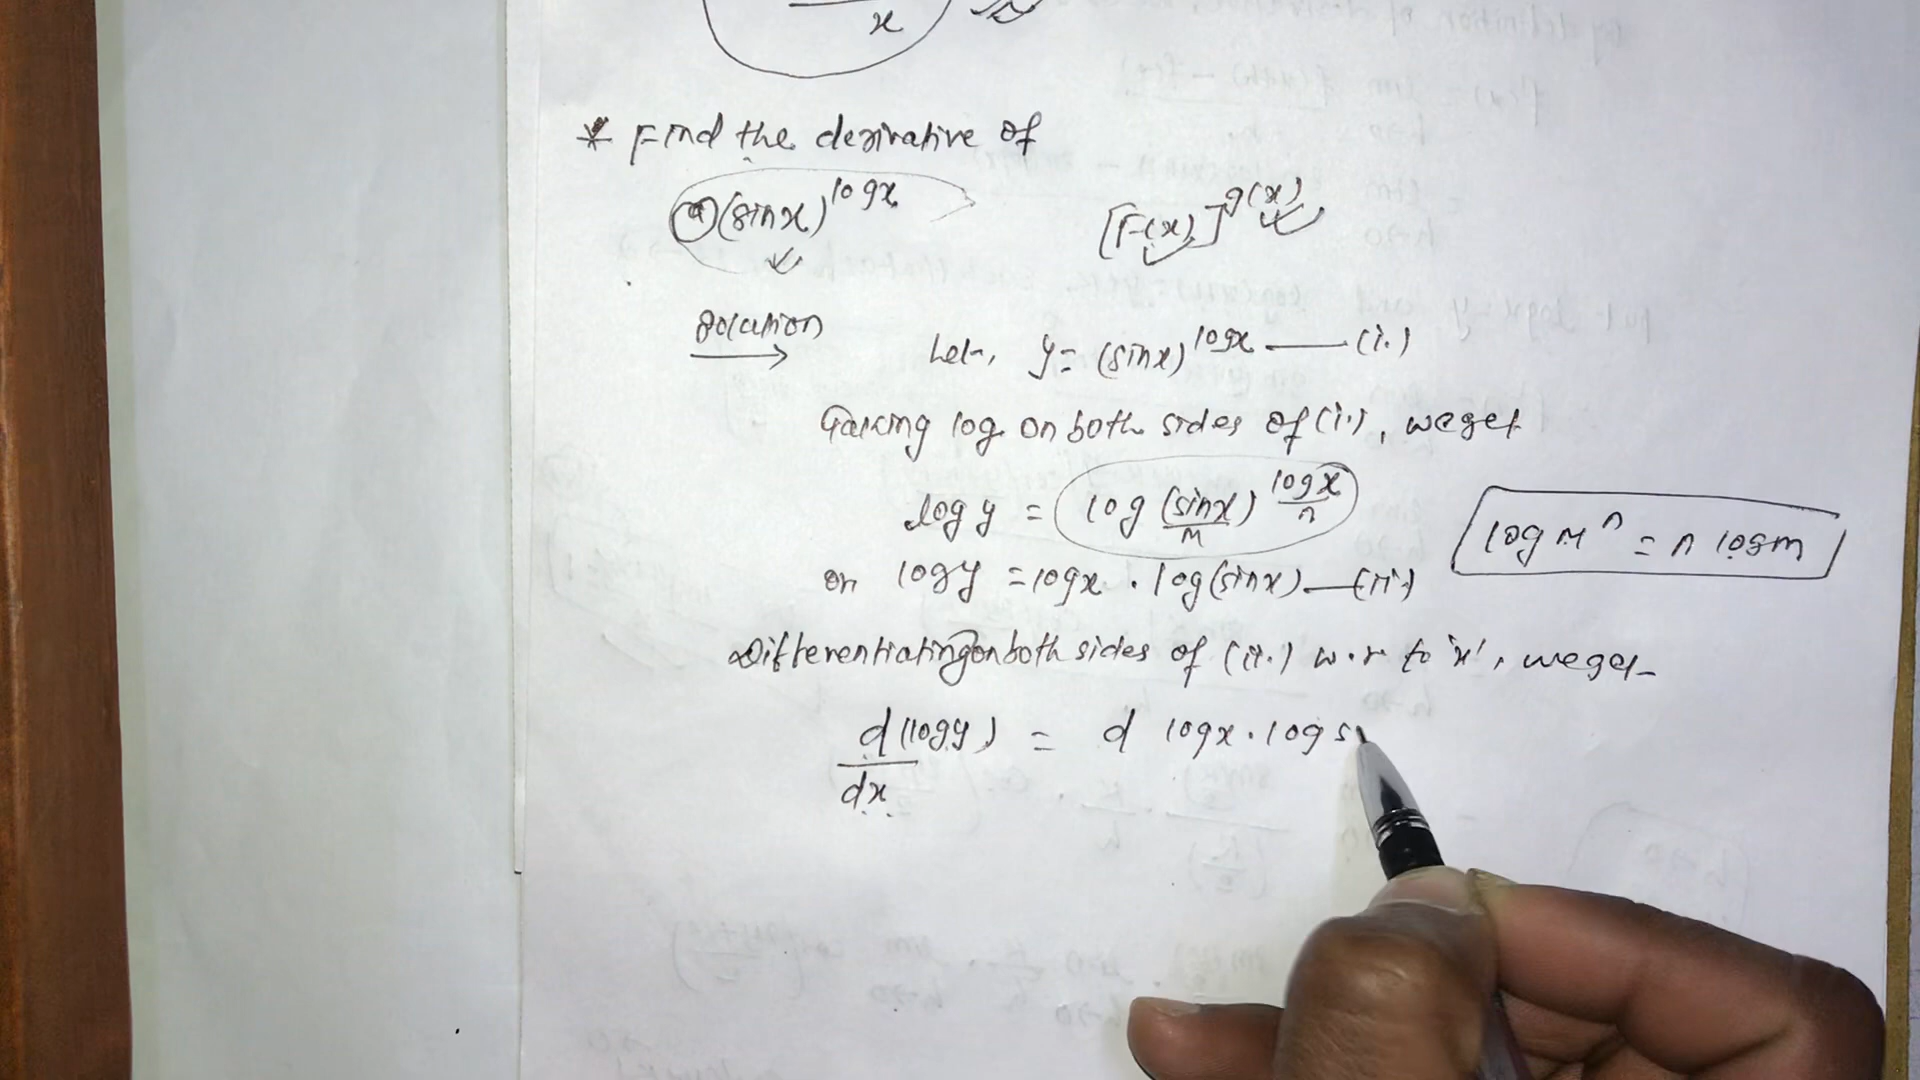 x
* Find the derivative of
(a) (sinx)^logx [F(x)]^g(x)
Solution
Let, y = (sinx)^logx — (i.)
Taking log on both sides of (i.), we get
log y = log (sinx)^logx
m n
log m^n = n log m
or log y = logx . log(sinx) — (ii.)
Differentiating on both sides of (ii.) w.r to 'x', we get
d (log y) = d logx . log s
dx